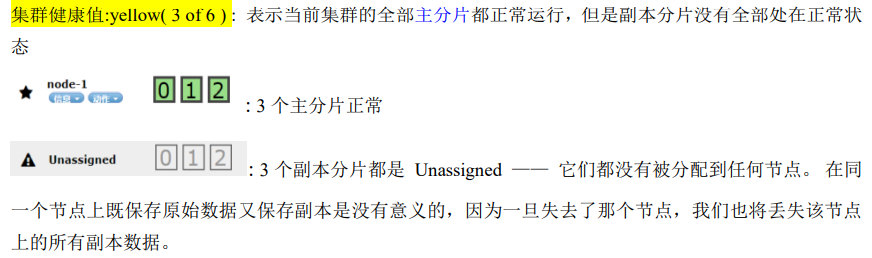 集群健康值:yellow( 3 of 6 ) : 表示当前集群的全部主分片都正常运行，但是副本分片没有全部处在正常状
态
node-1
信息 动作
0 1 2 : 3 个主分片正常
Unassigned 0 1 2 : 3 个副本分片都是 Unassigned —— 它们都没有被分配到任何节点。 在同
一个节点上既保存原始数据又保存副本是没有意义的，因为一旦失去了那个节点，我们也将丢失该节点
上的所有副本数据。